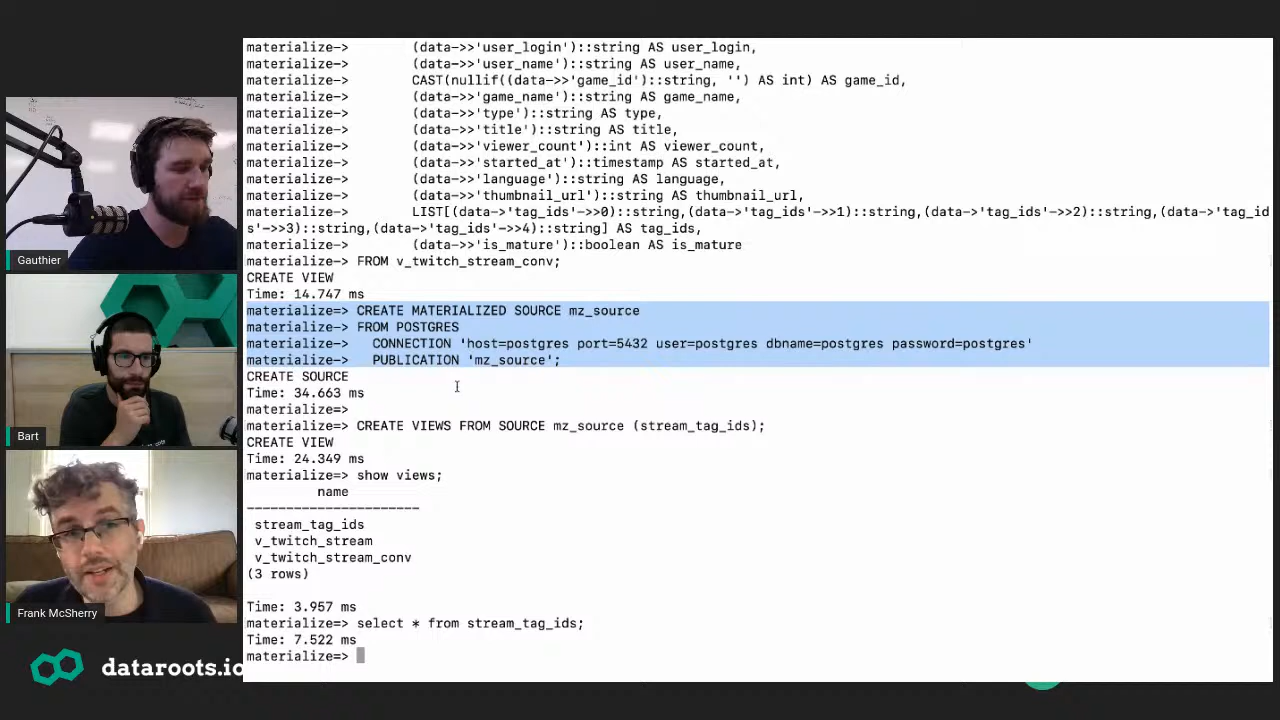 materialize->        (data->>'user_login')::string AS user_login,
materialize->        (data->>'user_name')::string AS user_name,
materialize->        CAST(nullif((data->>'game_id')::string, '') AS int) AS game_id,
materialize->        (data->>'game_name')::string AS game_name,
materialize->        (data->>'type')::string AS type,
materialize->        (data->>'title')::string AS title,
materialize->        (data->>'viewer_count')::int AS viewer_count,
materialize->        (data->>'started_at')::timestamp AS started_at,
materialize->        (data->>'language')::string AS language,
materialize->        (data->>'thumbnail_url')::string AS thumbnail_url,
materialize->        LIST[(data->'tag_ids'->>0)::string,(data->'tag_ids'->>1)::string,(data->'tag_ids'->>2)::string,(data->'tag_id
s'->>3)::string,(data->'tag_ids'->>4)::string] AS tag_ids,
materialize->        (data->>'is_mature')::boolean AS is_mature
materialize-> FROM v_twitch_stream_conv;
CREATE VIEW
Time: 14.747 ms
materialize=> CREATE MATERIALIZED SOURCE mz_source
materialize-> FROM POSTGRES
materialize->   CONNECTION 'host=postgres port=5432 user=postgres dbname=postgres password=postgres'
materialize->   PUBLICATION 'mz_source';
CREATE SOURCE
Time: 34.663 ms
materialize=>
materialize=> CREATE VIEWS FROM SOURCE mz_source (stream_tag_ids);
CREATE VIEW
Time: 24.349 ms
materialize=> show views;
name
----------------------
stream_tag_ids
v_twitch_stream
v_twitch_stream_conv
(3 rows)
Time: 3.957 ms
materialize=> select * from stream_tag_ids;
Time: 7.522 ms
materialize=>
Gauthier
Bart
Frank McSherry
dataroots.io